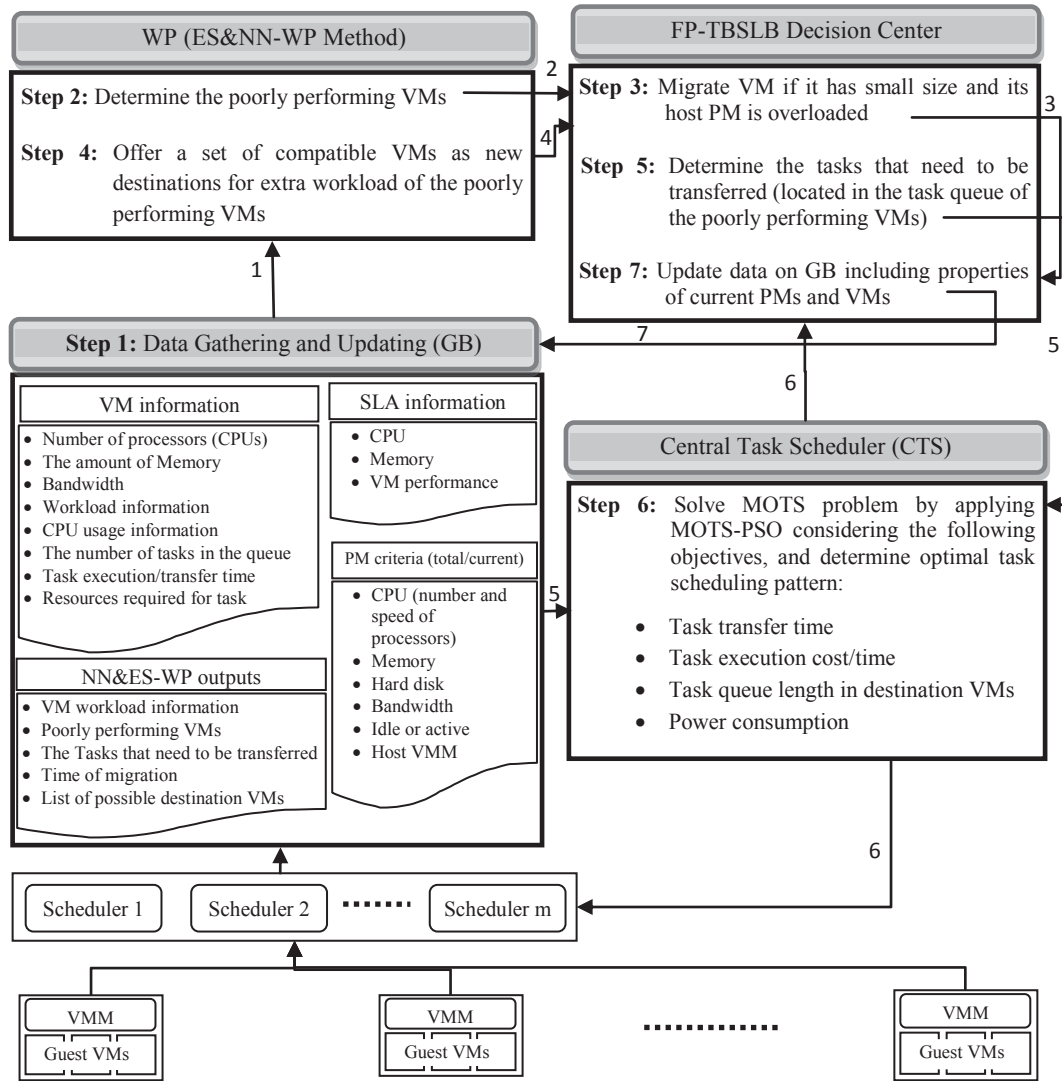 WP (ES&NN-WP Method)
Step 2: Determine the poorly performing VMs
Step 4: Offer a set of compatible VMs as new
destinations for extra workload of the poorly
performing VMs
2
4
FP-TBSLB Decision Center
Step 3: Migrate VM if it has small size and its
host PM is overloaded
Step 5: Determine the tasks that need to be
transferred (located in the task queue of
the poorly performing VMs)
Step 7: Update data on GB including properties
of current PMs and VMs
3
1
7
5
6
Step 1: Data Gathering and Updating (GB)
VM information
• Number of processors (CPUs)
• The amount of Memory
• Bandwidth
• Workload information
• CPU usage information
• The number of tasks in the queue
• Task execution/transfer time
• Resources required for task
SLA information
• CPU
• Memory
• VM performance
PM criteria (total/current)
• CPU (number and
speed of
processors)
• Memory
• Hard disk
• Bandwidth
• Idle or active
• Host VMM
NN&ES-WP outputs
• VM workload information
• Poorly performing VMs
• The Tasks that need to be transferred
• Time of migration
• List of possible destination VMs
5
Central Task Scheduler (CTS)
Step 6: Solve MOTS problem by applying
MOTS-PSO considering the following
objectives, and determine optimal task
scheduling pattern:
• Task transfer time
• Task execution cost/time
• Task queue length in destination VMs
• Power consumption
6
Scheduler 1
Scheduler 2
Scheduler m
VMM
Guest VMs
VMM
Guest VMs
VMM
Guest VMs